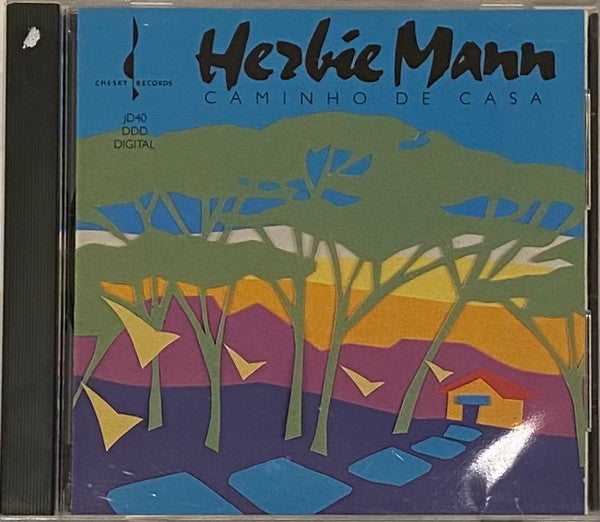 Herbie Mann
CAMINHO DE CASA
CHESKY RECORDS
JD40
DDD
DIGITAL